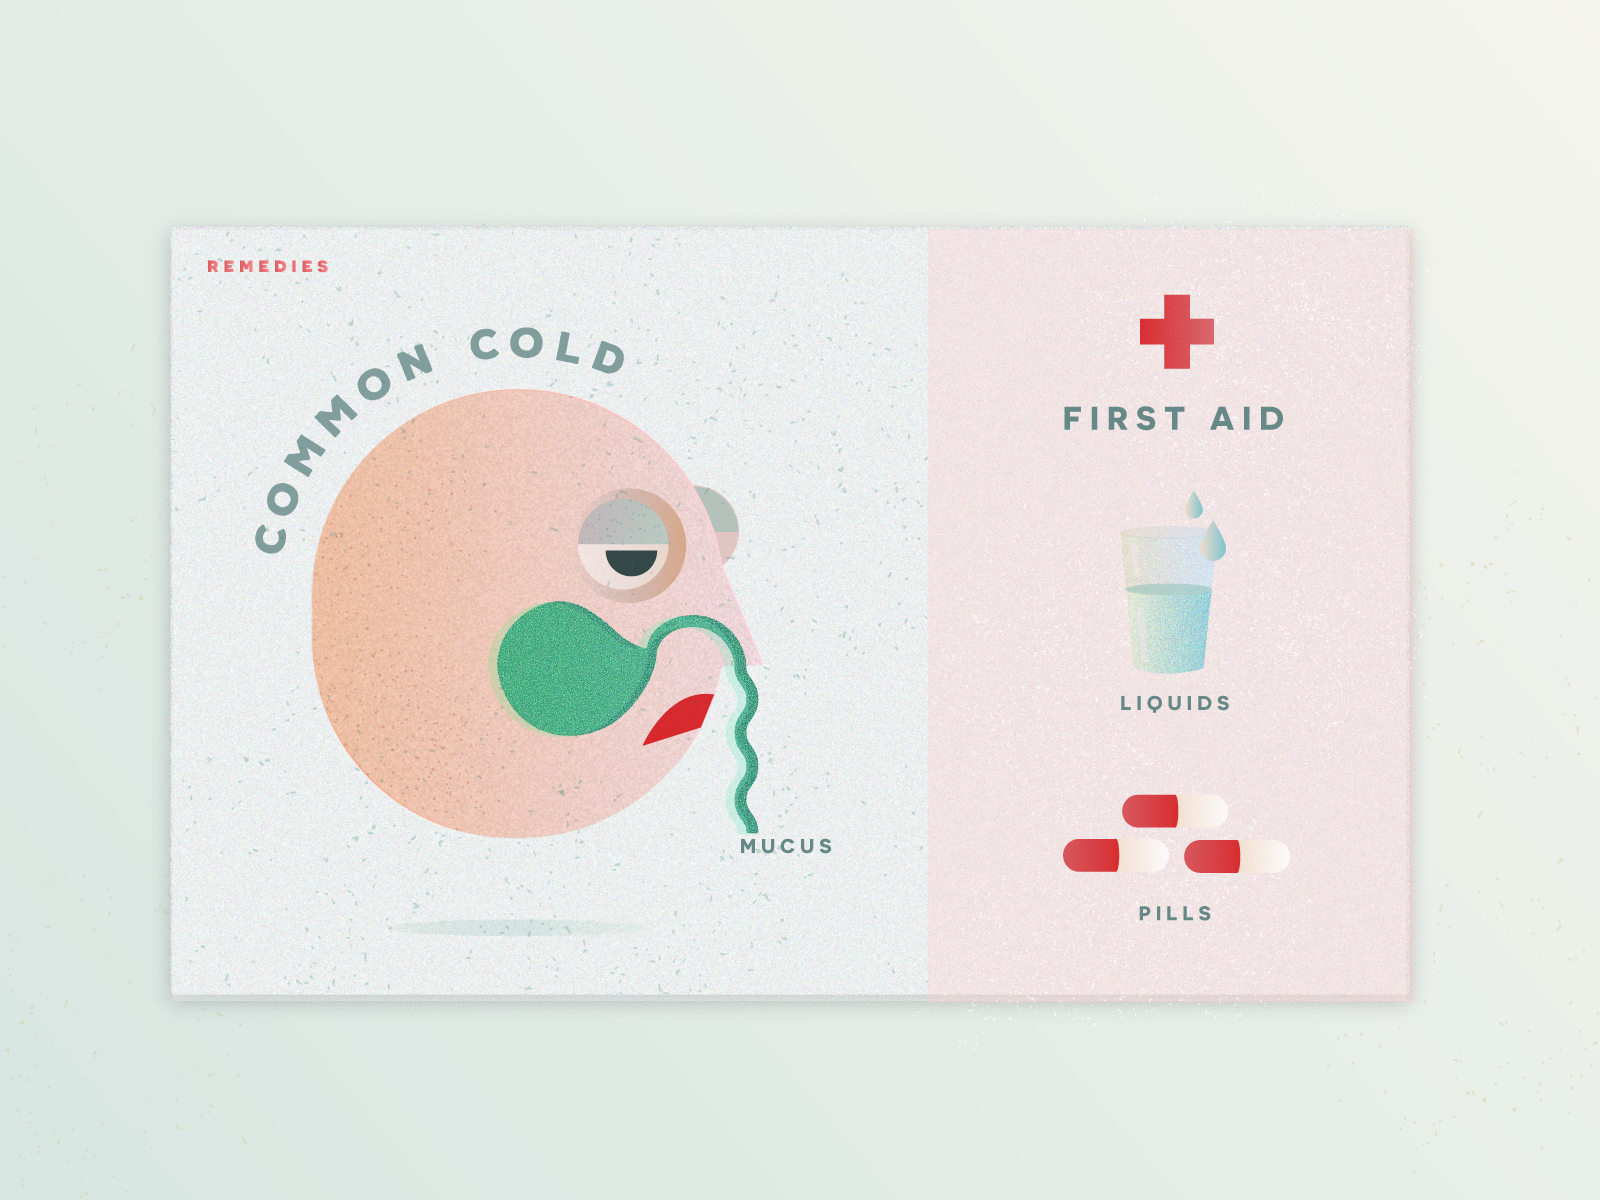 REMEDIES
COMMON COLD
MUCUS
FIRST AID
LIQUIDS
PILLS